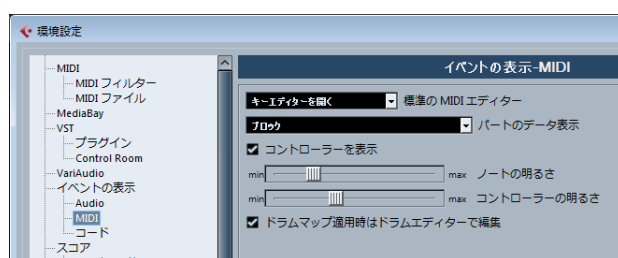 環境設定
MIDI
MIDI フィルター
MIDI ファイル
MediaBay
VST
プラグイン
Control Room
VariAudio
イベントの表示
Audio
MIDI
コード
スコア
イベントの表示-MIDI
キーエディターを開く 標準の MIDI エディター
ブロック パートのデータ表示
コントローラーを表示
min max ノートの明るさ
min max コントローラーの明るさ
ドラムマップ適用時はドラムエディターで編集